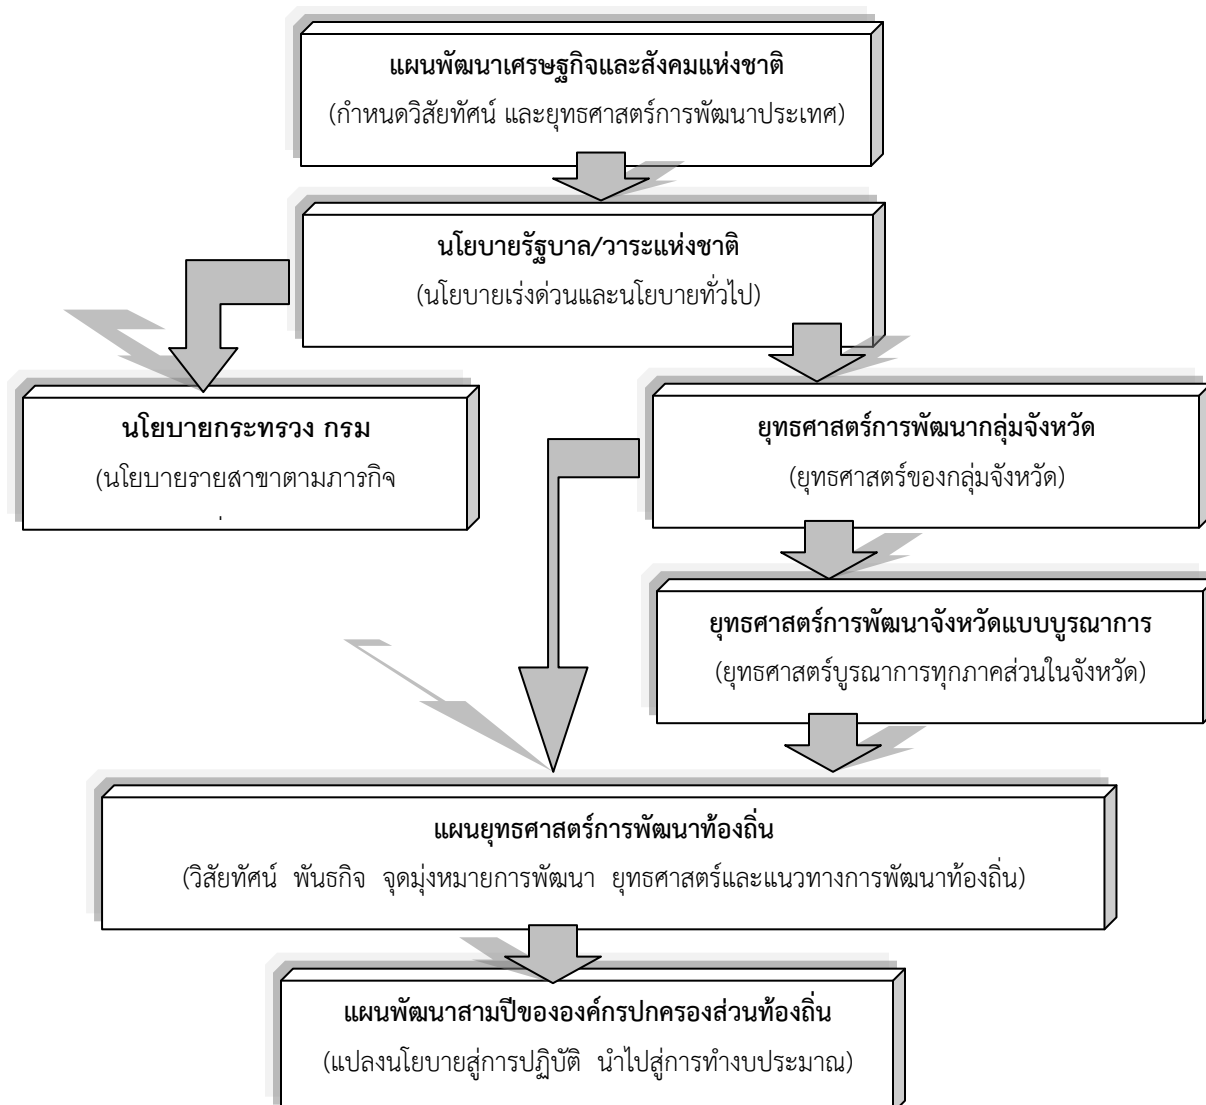 แผนพัฒนาเศรษฐกิจและสังคมแห่งชาติ
(กำหนดวิสัยทัศน์ และยุทธศาสตร์การพัฒนาประเทศ)
นโยบายรัฐบาล/วาระแห่งชาติ
(นโยบายเร่งด่วนและนโยบายทั่วไป)
นโยบายกระทรวง กรม
(นโยบายรายสาขาตามภารกิจ
ยุทธศาสตร์การพัฒนากลุ่มจังหวัด
(ยุทธศาสตร์ของกลุ่มจังหวัด)
ยุทธศาสตร์การพัฒนาจังหวัดแบบบูรณาการ
(ยุทธศาสตร์บูรณาการทุกภาคส่วนในจังหวัด)
แผนยุทธศาสตร์การพัฒนาท้องถิ่น
(วิสัยทัศน์ พันธกิจ จุดมุ่งหมายการพัฒนา ยุทธศาสตร์และแนวทางการพัฒนาท้องถิ่น)
แผนพัฒนาสามปีขององค์กรปกครองส่วนท้องถิ่น
(แปลงนโยบายสู่การปฏิบัติ นำไปสู่การทำงบประมาณ)